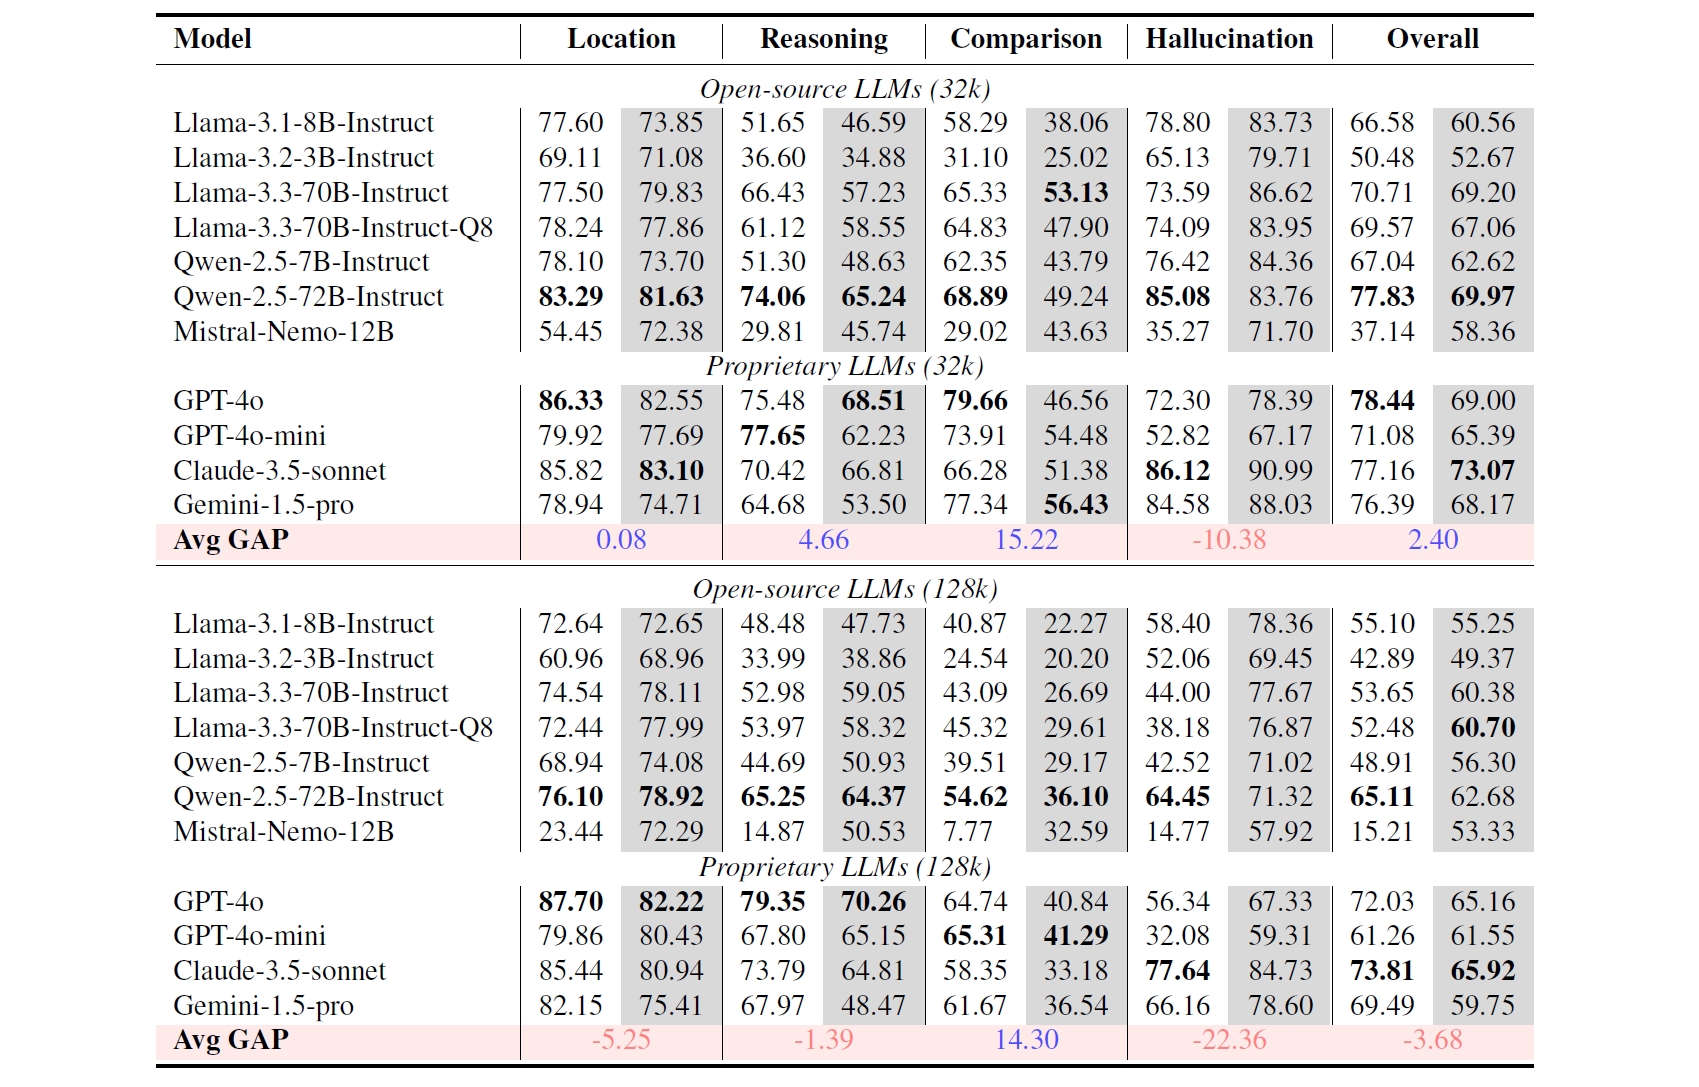 Model Location Reasoning Comparison Hallucination Overall
Open-source LLMs (32k)
Llama-3.1-8B-Instruct 77.60 73.85 51.65 46.59 58.29 38.06 78.80 83.73 66.58 60.56
Llama-3.2-3B-Instruct 69.11 71.08 36.60 34.88 31.10 25.02 65.13 79.71 50.48 52.67
Llama-3.3-70B-Instruct 77.50 79.83 66.43 57.23 65.33 53.13 73.59 86.62 70.71 69.20
Llama-3.3-70B-Instruct-Q8 78.24 77.86 61.12 58.55 64.83 47.90 74.09 83.95 69.57 67.06
Qwen-2.5-7B-Instruct 78.10 73.70 51.30 48.63 62.35 43.79 76.42 84.36 67.04 62.62
Qwen-2.5-72B-Instruct 83.29 81.63 74.06 65.24 68.89 49.24 85.08 83.76 77.83 69.97
Mistral-Nemo-12B 54.45 72.38 29.81 45.74 29.02 43.63 35.27 71.70 37.14 58.36
Proprietary LLMs (32k)
GPT-4o 86.33 82.55 75.48 68.51 79.66 46.56 72.30 78.39 78.44 69.00
GPT-4o-mini 79.92 77.69 77.65 62.23 73.91 54.48 52.82 67.17 71.08 65.39
Claude-3.5-sonnet 85.82 83.10 70.42 66.81 66.28 51.38 86.12 90.99 77.16 73.07
Gemini-1.5-pro 78.94 74.71 64.68 53.50 77.34 56.43 84.58 88.03 76.39 68.17
Avg GAP 0.08 4.66 15.22 -10.38 2.40
Open-source LLMs (128k)
Llama-3.1-8B-Instruct 72.64 72.65 48.48 47.73 40.87 22.27 58.40 78.36 55.10 55.25
Llama-3.2-3B-Instruct 60.96 68.96 33.99 38.86 24.54 20.20 52.06 69.45 42.89 49.37
Llama-3.3-70B-Instruct 74.54 78.11 52.98 59.05 43.09 26.69 44.00 77.67 53.65 60.38
Llama-3.3-70B-Instruct-Q8 72.44 77.99 53.97 58.32 45.32 29.61 38.18 76.87 52.48 60.70
Qwen-2.5-7B-Instruct 68.94 74.08 44.69 50.93 39.51 29.17 42.52 71.02 48.91 56.30
Qwen-2.5-72B-Instruct 76.10 78.92 65.25 64.37 54.62 36.10 64.45 71.32 65.11 62.68
Mistral-Nemo-12B 23.44 72.29 14.87 50.53 7.77 32.59 14.77 57.92 15.21 53.33
Proprietary LLMs (128k)
GPT-4o 87.70 82.22 79.35 70.26 64.74 40.84 56.34 67.33 72.03 65.16
GPT-4o-mini 79.86 80.43 67.80 65.15 65.31 41.29 32.08 59.31 61.26 61.55
Claude-3.5-sonnet 85.44 80.94 73.79 64.81 58.35 33.18 77.64 84.73 73.81 65.92
Gemini-1.5-pro 82.15 75.41 67.97 48.47 61.67 36.54 66.16 78.60 69.49 59.75
Avg GAP -5.25 -1.39 14.30 -22.36 -3.68